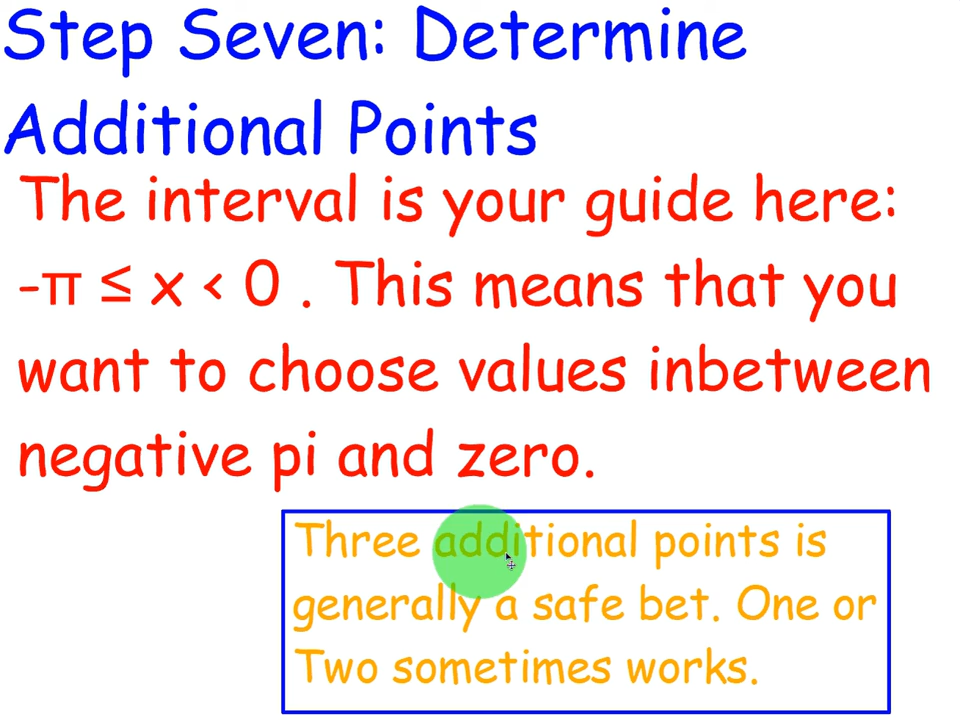 Step Seven: Determine
Additional Points
The interval is your guide here:
-π ≤ x < 0 . This means that you
want to choose values inbetween
negative pi and zero.
Three additional points is
generally a safe bet. One or
Two sometimes works.